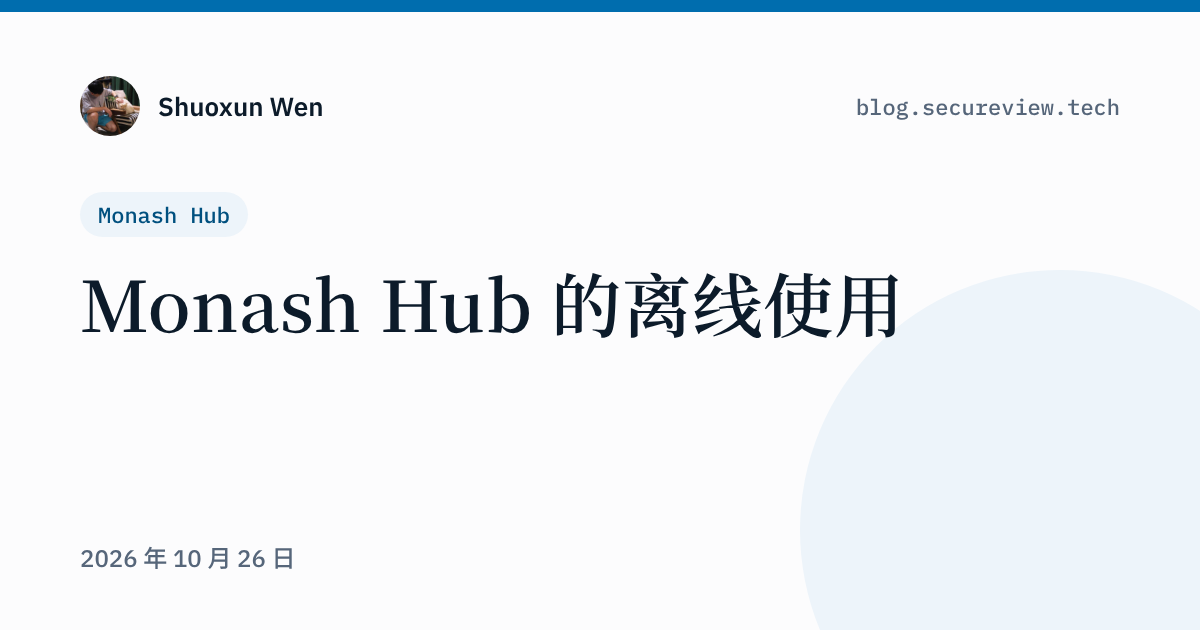 Shuoxun Wen
blog.secureview.tech
Monash Hub
Monash Hub 的离线使用
2026 年 10 月 26 日